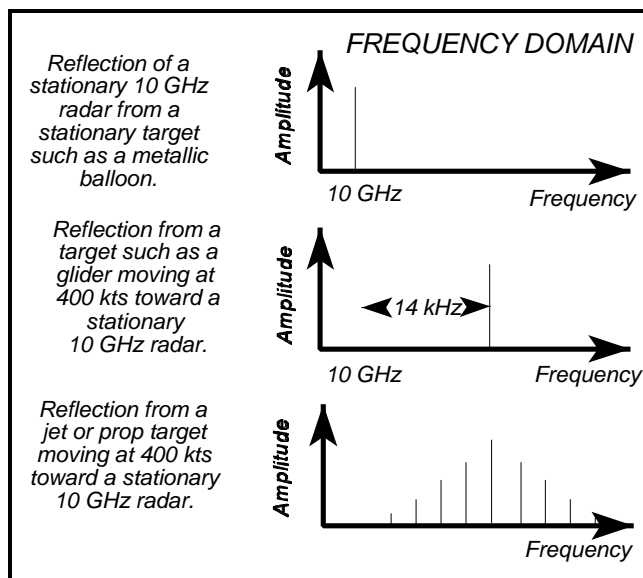 FREQUENCY DOMAIN
Reflection of a
stationary 10 GHz
radar from a
stationary target
such as a metallic
balloon.
Amplitude
10 GHz
Frequency
Reflection from a
target such as a
glider moving at
400 kts toward a
stationary
10 GHz radar.
Amplitude
14 kHz
10 GHz
Frequency
Reflection from a
jet or prop target
moving at 400 kts
toward a stationary
10 GHz radar.
Amplitude
Frequency